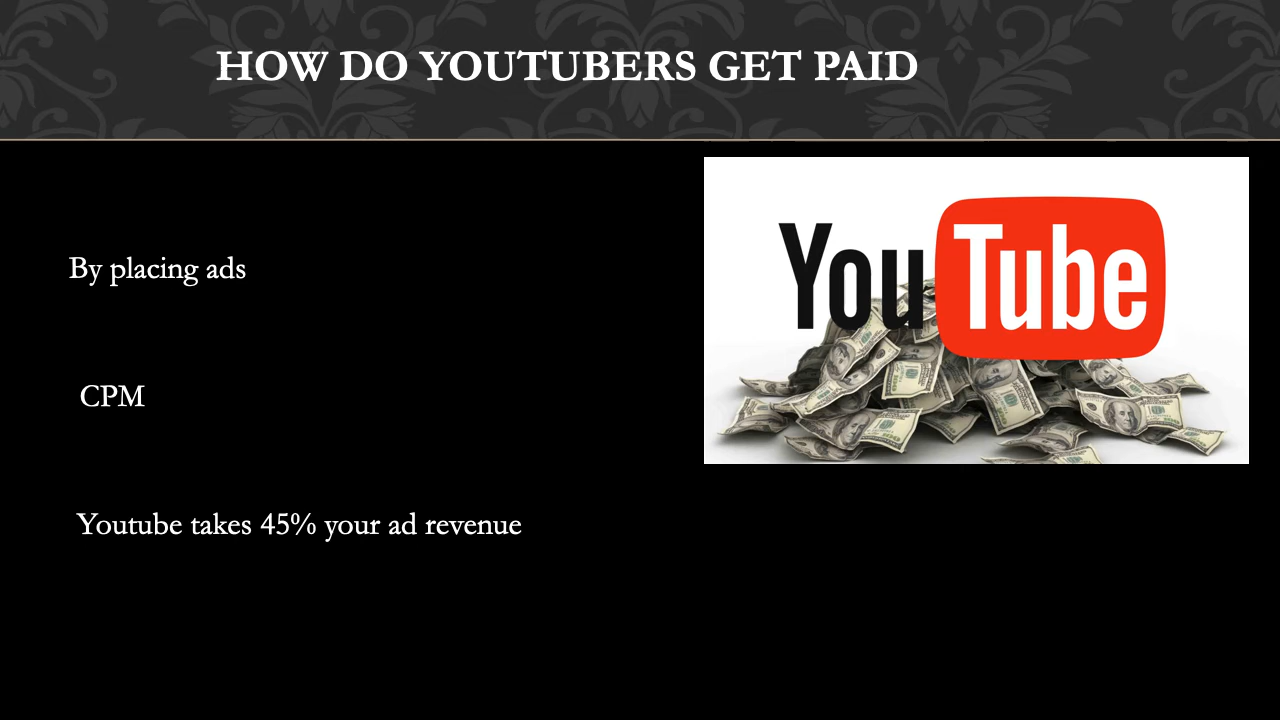 HOW DO YOUTUBERS GET PAID
By placing ads
CPM
Youtube takes 45% your ad revenue
YouTube